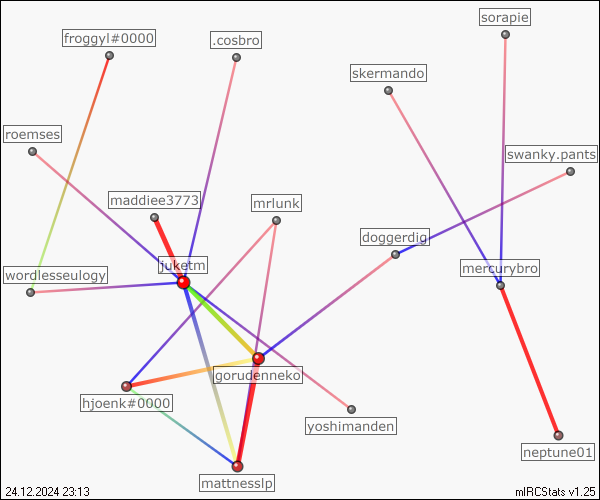 sorapie
froggyl#0000
.cosbro
skermando
roemses
swanky.pants
maddiee3773
mrlunk
doggerdig
juketm
mercurybro
wordlesseulogy
gorudenneko
hjoenk#0000
yoshimanden
neptune01
mattnesslp
24.12.2024 23:13
mIRCStats v1.25